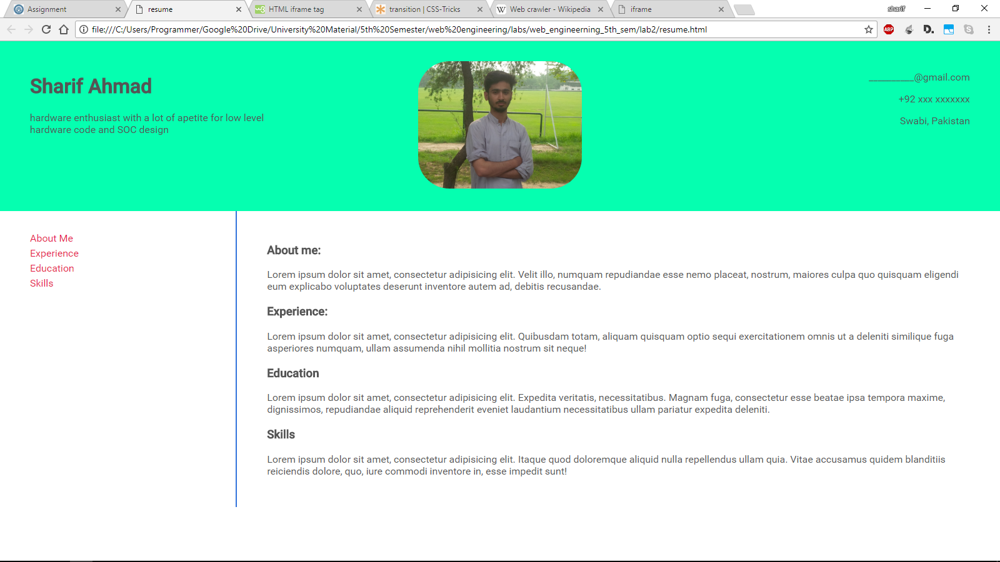 Assignment
resume
HTML iframe tag
transition | CSS-Tricks
W Web crawler - Wikipedia
iframe
sharif
file:///C:/Users/Programmer/Google%20Drive/University%20Material/5th%20Semester/web%20engineering/labs/web_engineerning_5th_sem/lab2/resume.html
ABP
D.
Sharif Ahmad
hardware enthusiast with a lot of apetite for low level
hardware code and SOC design
__________@gmail.com
+92 xxx xxxxxxx
Swabi, Pakistan
About Me
Experience
Education
Skills
About me:
Lorem ipsum dolor sit amet, consectetur adipisicing elit. Velit illo, numquam repudiandae esse nemo placeat, nostrum, maiores culpa quo quisquam eligendi
eum explicabo voluptates deserunt inventore autem ad, debitis recusandae.
Experience:
Lorem ipsum dolor sit amet, consectetur adipisicing elit. Quibusdam totam, aliquam quisquam optio sequi exercitationem omnis ut a deleniti similique fuga
asperiores numquam, ullam assumenda nihil mollitia nostrum sit neque!
Education
Lorem ipsum dolor sit amet, consectetur adipisicing elit. Expedita veritatis, necessitatibus. Magnam fuga, consectetur esse beatae ipsa tempora maxime,
dignissimos, repudiandae aliquid reprehenderit eveniet laudantium necessitatibus ullam pariatur expedita deleniti.
Skills
Lorem ipsum dolor sit amet, consectetur adipisicing elit. Itaque quod doloremque aliquid nulla repellendus ullam quia. Vitae accusamus quidem blanditiis
reiciendis dolore, quo, iure commodi inventore in, esse impedit sunt!